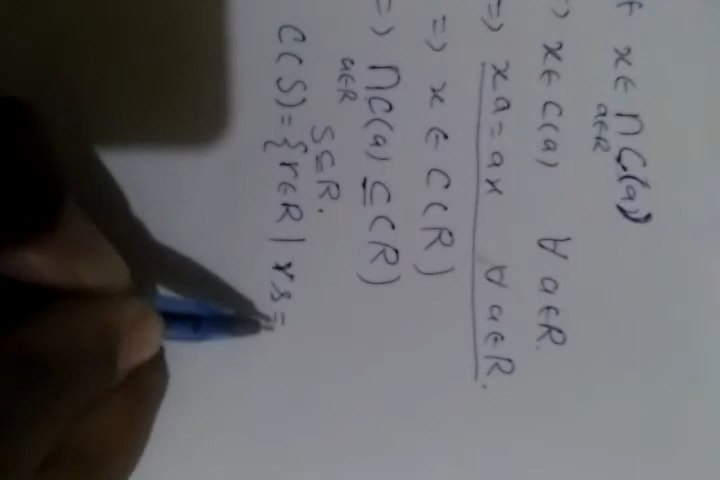 x ∈ ∩ C(a)
a∈R
⇒ x ∈ C(a) ∀ a∈R.
⇒ xa = ax ∀ a∈R.
⇒ x ∈ C(R)
⇒ ∩ C(a) ⊆ C(R)
a∈R
S⊆R.
C(S) = {r∈R | rs =